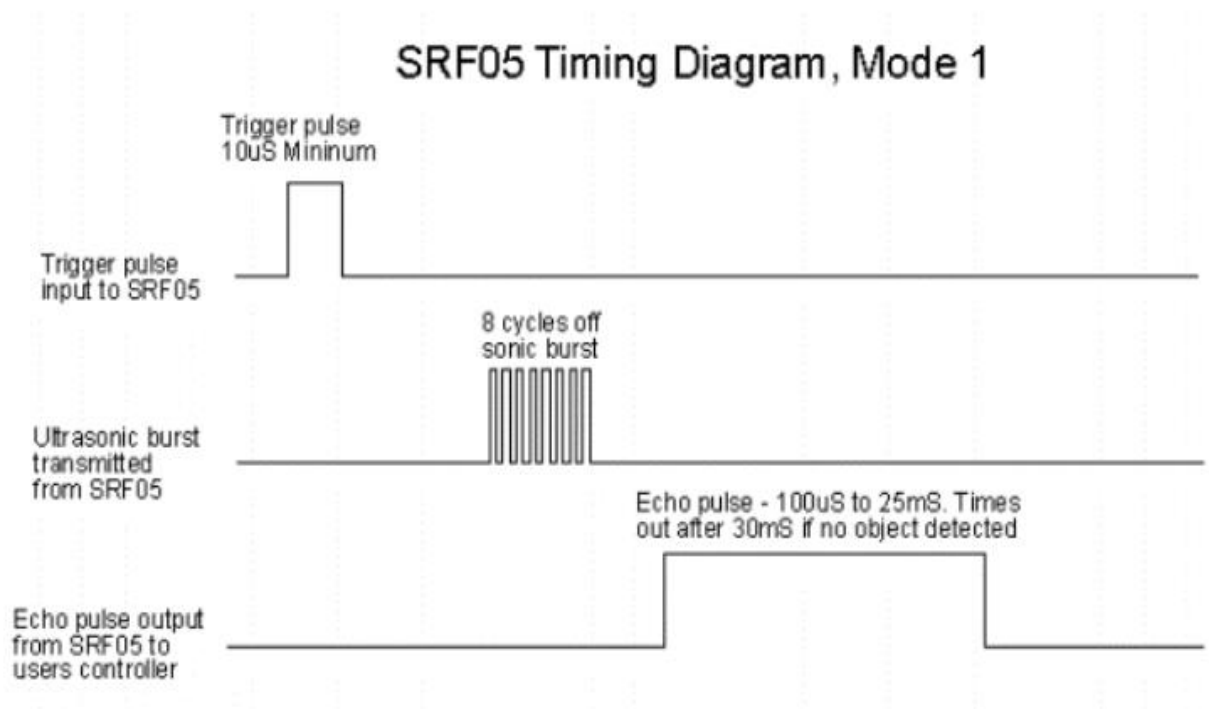 SRF05 Timing Diagram, Mode 1
Trigger pulse
10uS Mininum
Trigger pulse
input to SRF05
8 cycles off
sonic burst
Ultrasonic burst
transmitted
from SRF05
Echo pulse - 100uS to 25mS. Times
out after 30mS if no object detected
Echo pulse output
from SRF05 to
users controller